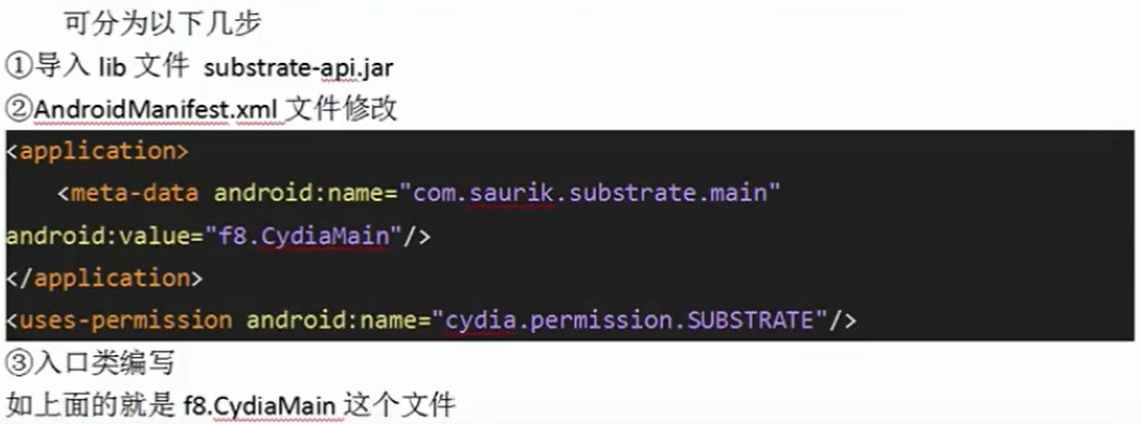 可分为以下几步
①导入 lib 文件 substrate-api.jar
②AndroidManifest.xml 文件修改
<application>
<meta-data android:name="com.saurik.substrate.main"
android:value="f8.CydiaMain"/>
</application>
<uses-permission android:name="cydia.permission.SUBSTRATE"/>
③入口类编写
如上面的就是 f8.CydiaMain 这个文件